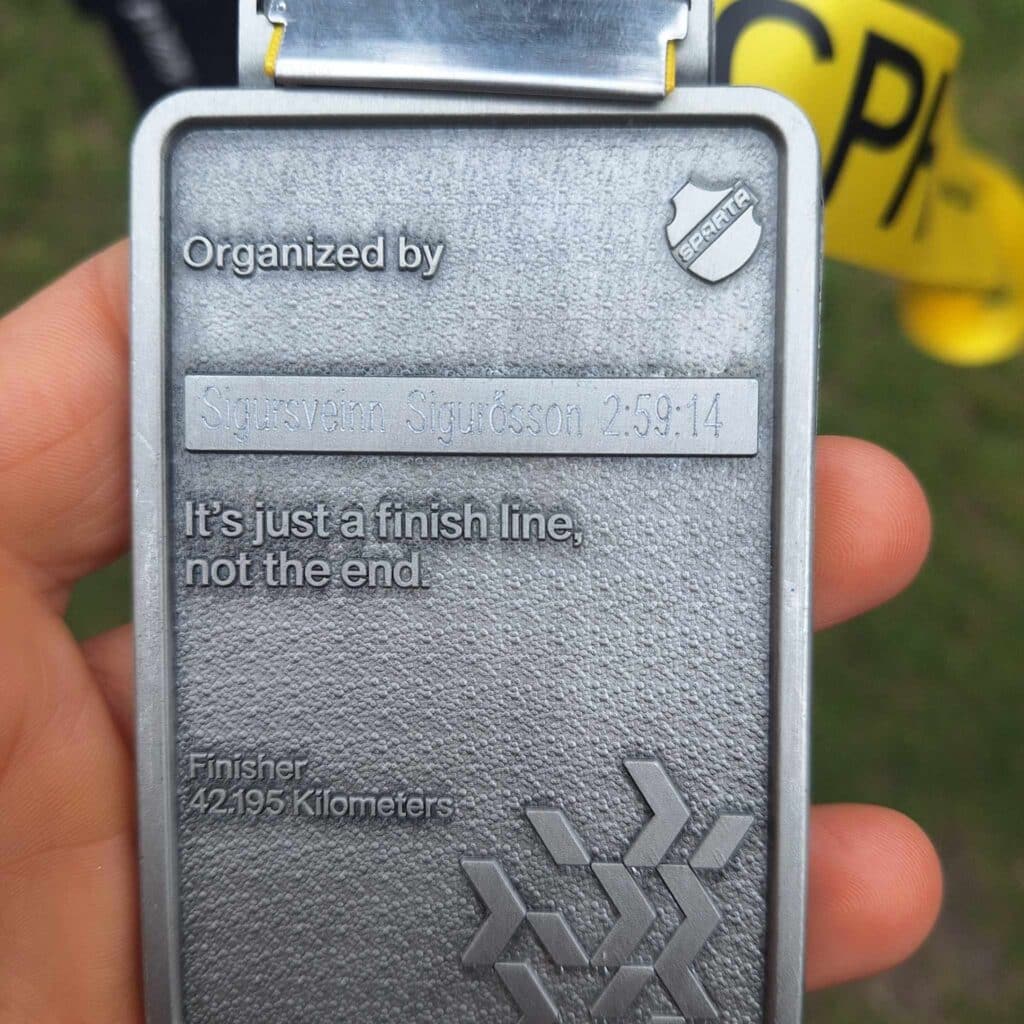 CPH
Organized by
SPARTA
Sigursveinn Sigurðsson 2:59:14
It's just a finish line,
not the end.
Finisher
42.195 Kilometers